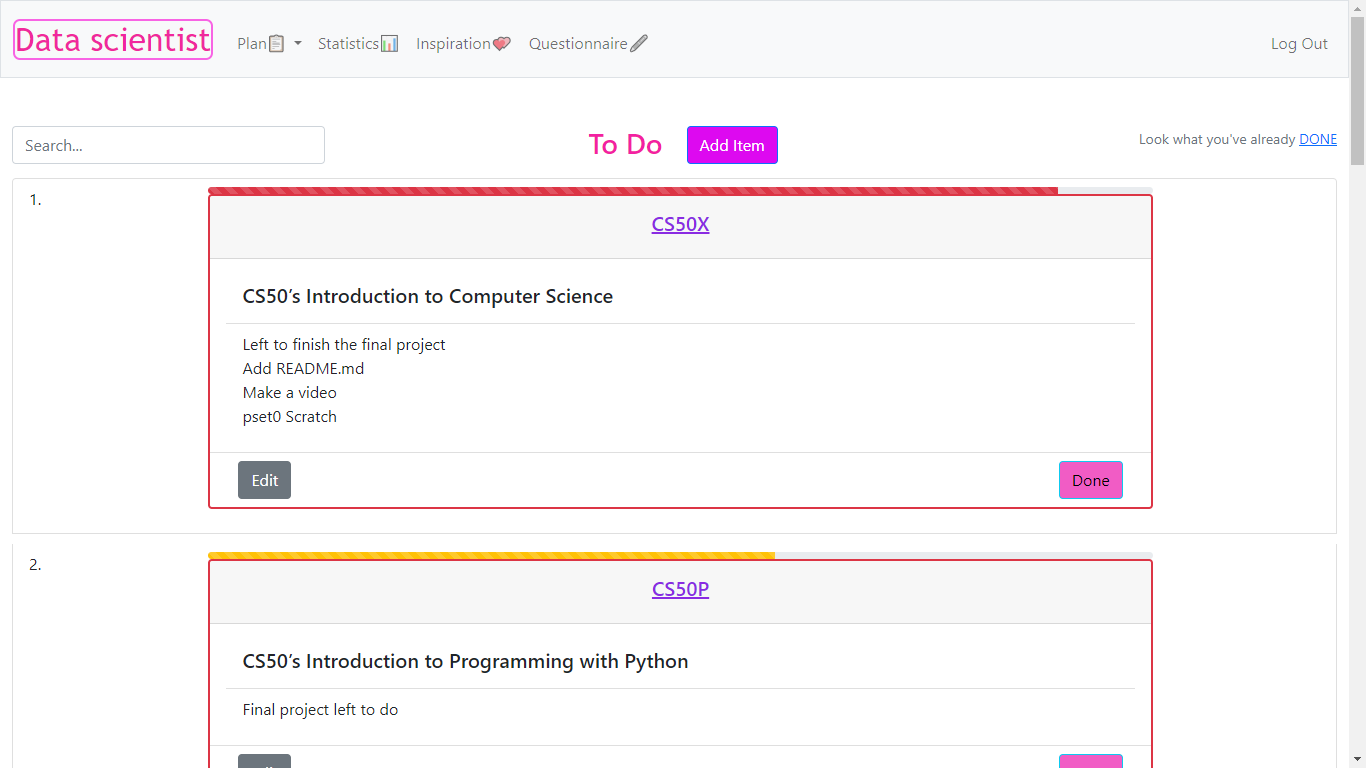 Data scientist
Plan📋
Statistics📊
Inspiration💞
Questionnaire🖊
Log Out
Search...
To Do
Add Item
Look what you've already DONE
1.
CS50X
CS50’s Introduction to Computer Science
Left to finish the final project
Add README.md
Make a video
pset0 Scratch
Edit
Done
2.
CS50P
CS50’s Introduction to Programming with Python
Final project left to do